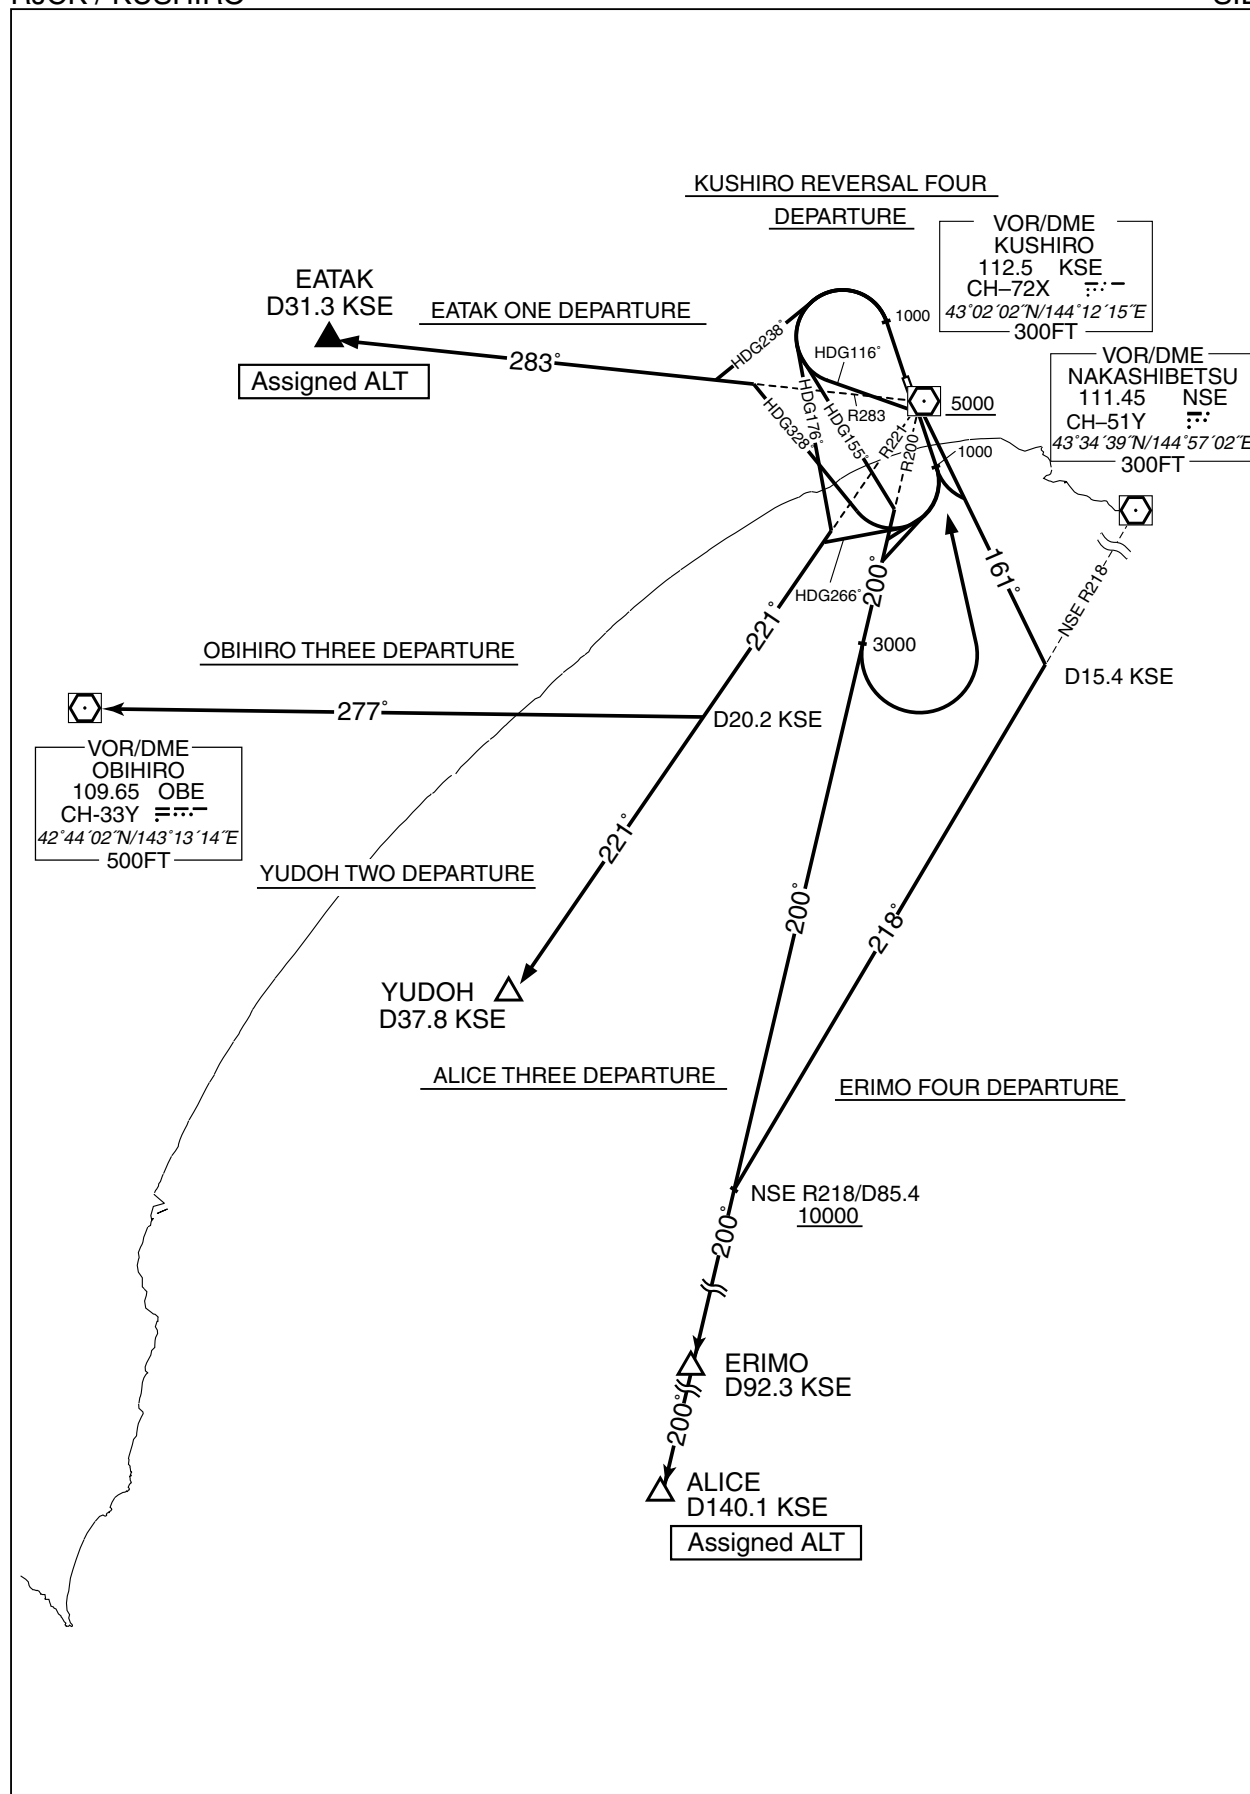 RJCK / KUSHIRO
KUSHIRO REVERSAL FOUR
DEPARTURE
VOR/DME
KUSHIRO
112.5 KSE
CH–72X
43°02´02˝N/144°12´15˝E
300FT
EATAK
D31.3 KSE
EATAK ONE DEPARTURE
Assigned ALT
283°
HDG238°
1000
HDG116°
R283
5000
VOR/DME
NAKASHIBETSU
111.45 NSE
CH–51Y
43°34´39˝N/144°57´02˝E
300FT
HDG328°
HDG176°
HDG155°
R221
R200
1000
HDG266°
200°
161°
NSE R218
221°
OBIHIRO THREE DEPARTURE
3000
D15.4 KSE
277°
D20.2 KSE
VOR/DME
OBIHIRO
109.65 OBE
CH-33Y
42°44´02˝N/143°13´14˝E
500FT
221°
YUDOH TWO DEPARTURE
200°
218°
YUDOH
D37.8 KSE
ALICE THREE DEPARTURE
ERIMO FOUR DEPARTURE
NSE R218/D85.4
10000
200°
ERIMO
D92.3 KSE
200°
ALICE
D140.1 KSE
Assigned ALT